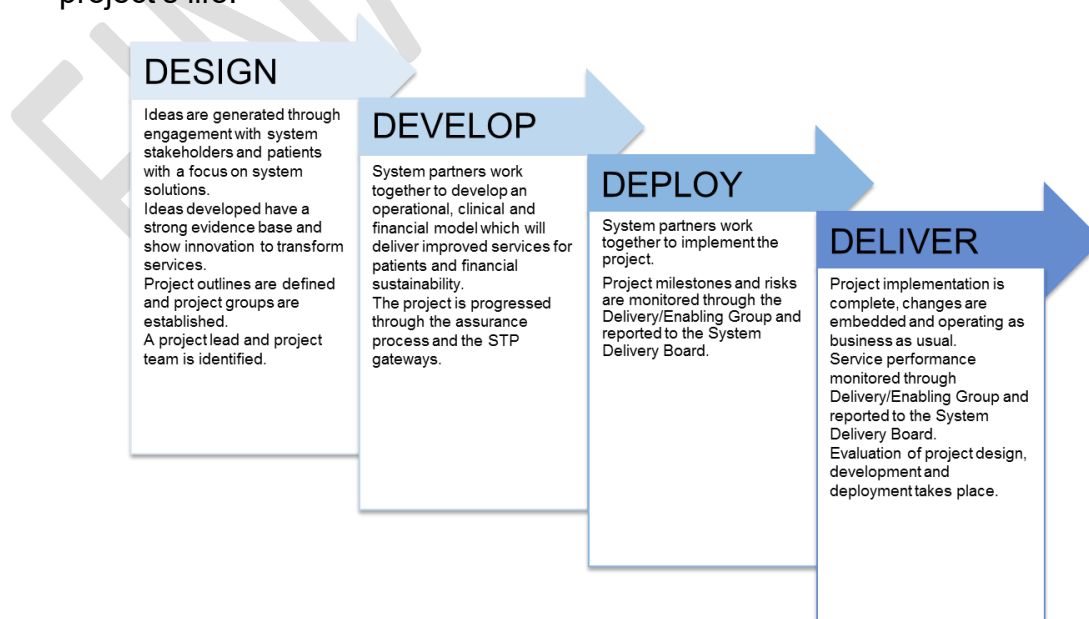 project's life.
DESIGN
Ideas are generated through
engagement with system
stakeholders and patients
with a focus on system
solutions.
Ideas developed have a
strong evidence base and
show innovation to transform
services.
Project outlines are defined
and project groups are
established.
A project lead and project
team is identified.
DEVELOP
System partners work
together to develop an
operational, clinical and
financial model which will
deliver improved services for
patients and financial
sustainability.
The project is progressed
through the assurance
process and the STP
gateways.
DEPLOY
System partners work
together to implement the
project.
Project milestones and risks
are monitored through the
Delivery/Enabling Group and
reported to the System
Delivery Board.
DELIVER
Project implementation is
complete, changes are
embedded and operating as
business as usual.
Service performance
monitored through
Delivery/Enabling Group and
reported to the System
Delivery Board.
Evaluation of project design,
development and
deployment takes place.